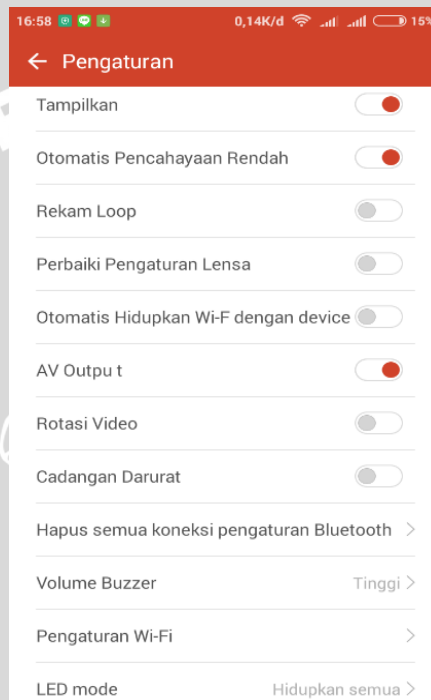 16:58 0,14K/d 15%
Pengaturan
Tampilkan
Otomatis Pencahayaan Rendah
Rekam Loop
Perbaiki Pengaturan Lensa
Otomatis Hidupkan Wi-F dengan device
AV Outpu t
Rotasi Video
Cadangan Darurat
Hapus semua koneksi pengaturan Bluetooth
Volume Buzzer Tinggi
Pengaturan Wi-Fi
LED mode Hidupkan semua